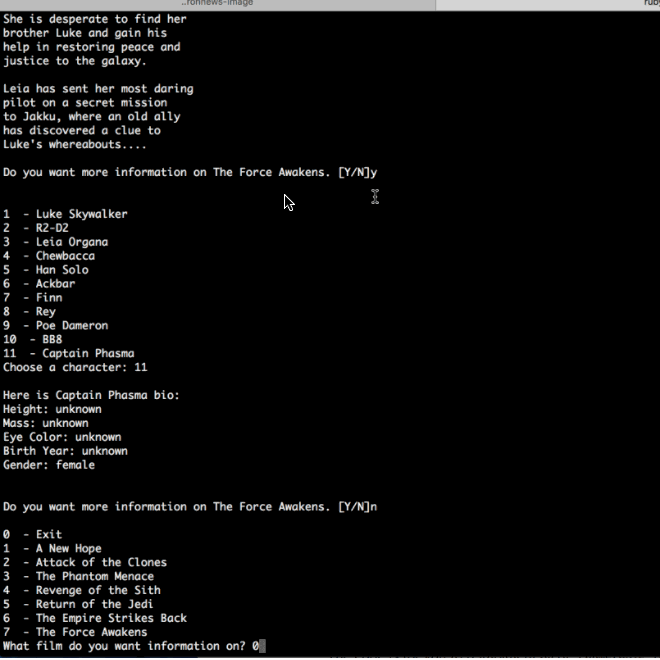 ..ronnews-image
ruby
She is desperate to find her
brother Luke and gain his
help in restoring peace and
justice to the galaxy.
Leia has sent her most daring
pilot on a secret mission
to Jakku, where an old ally
has discovered a clue to
Luke's whereabouts....
Do you want more information on The Force Awakens. [Y/N]y
1  - Luke Skywalker
2  - R2-D2
3  - Leia Organa
4  - Chewbacca
5  - Han Solo
6  - Ackbar
7  - Finn
8  - Rey
9  - Poe Dameron
10  - BB8
11  - Captain Phasma
Choose a character: 11
Here is Captain Phasma bio:
Height: unknown
Mass: unknown
Eye Color: unknown
Birth Year: unknown
Gender: female
Do you want more information on The Force Awakens. [Y/N]n
0  - Exit
1  - A New Hope
2  - Attack of the Clones
3  - The Phantom Menace
4  - Revenge of the Sith
5  - Return of the Jedi
6  - The Empire Strikes Back
7  - The Force Awakens
What film do you want information on? 0